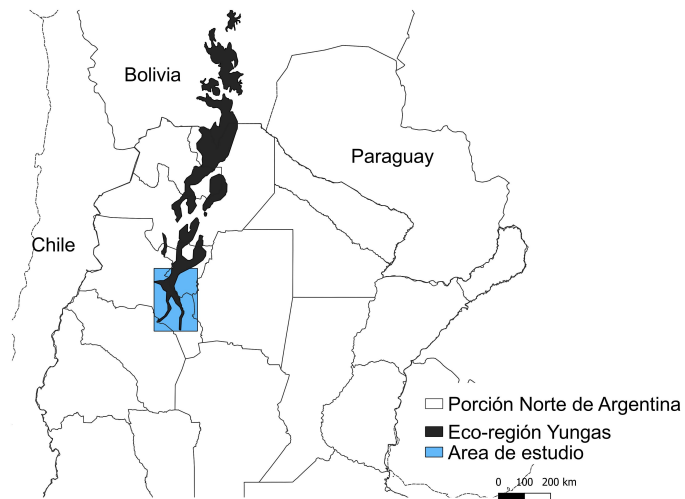 Bolivia
Paraguay
Chile
Porción Norte de Argentina
Eco-región Yungas
Area de estudio
0 100 200 km